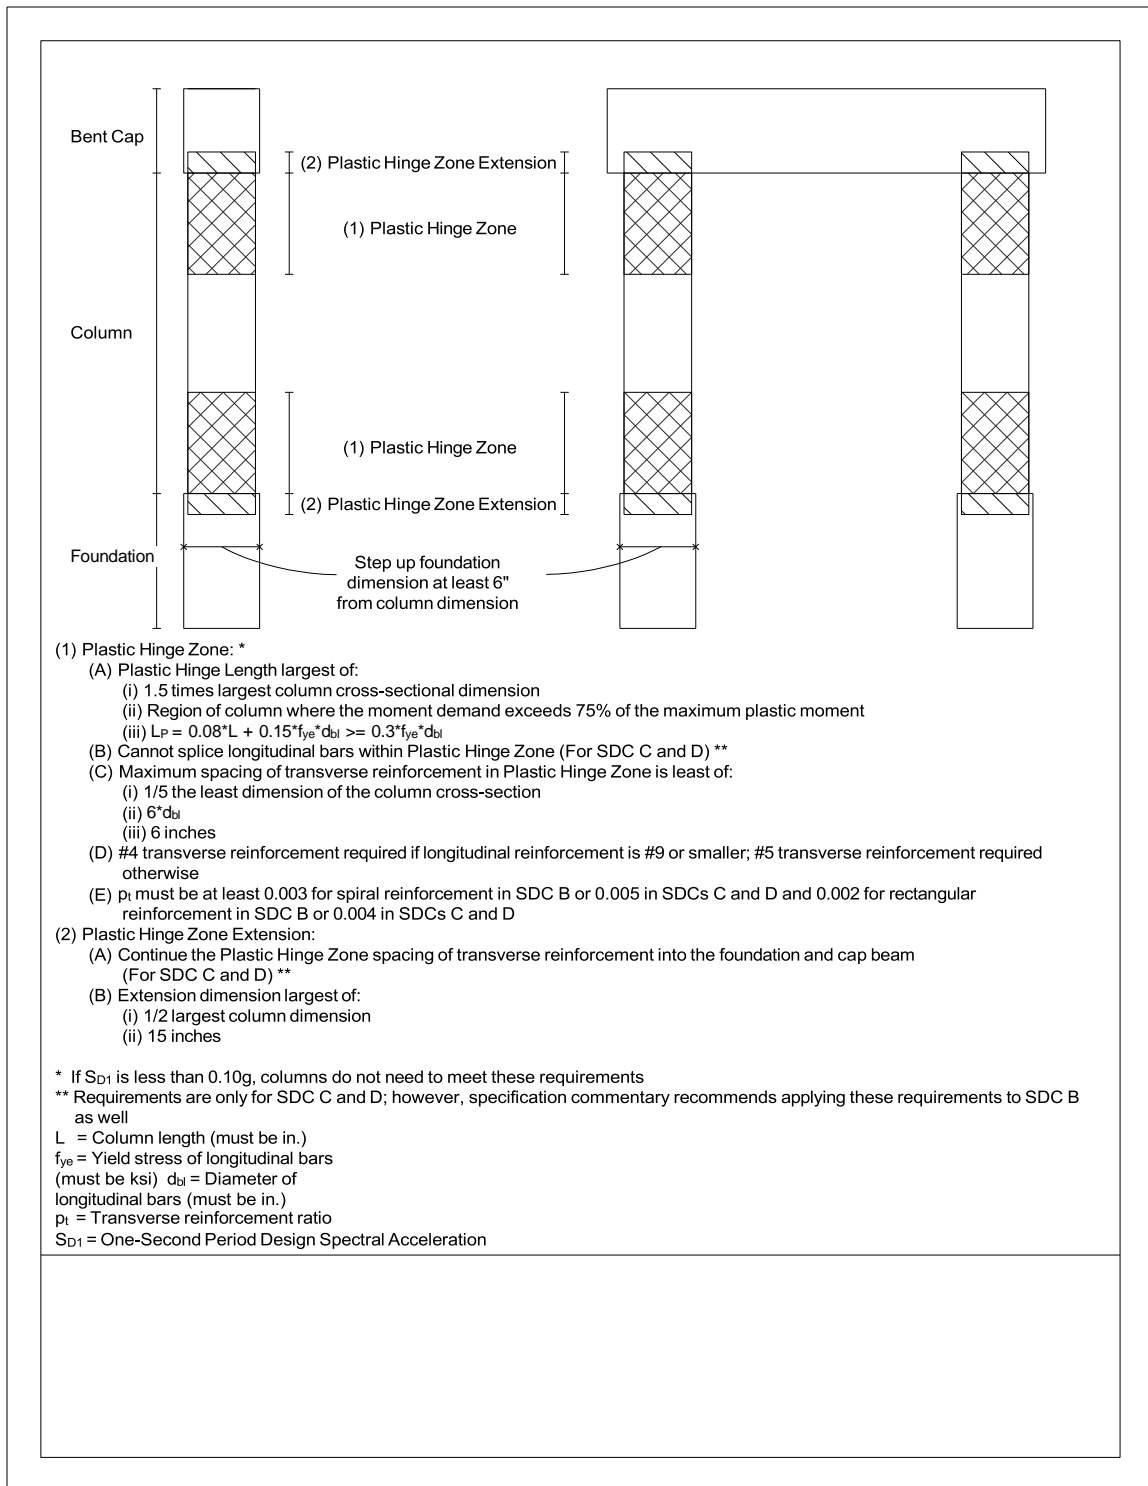 Bent Cap
(2) Plastic Hinge Zone Extension
(1) Plastic Hinge Zone
Column
(1) Plastic Hinge Zone
(2) Plastic Hinge Zone Extension
Foundation
Step up foundation
dimension at least 6"
from column dimension
(1) Plastic Hinge Zone: *
(A) Plastic Hinge Length largest of:
(i) 1.5 times largest column cross-sectional dimension
(ii) Region of column where the moment demand exceeds 75% of the maximum plastic moment
(iii) LP = 0.08*L + 0.15*fye*dbl >= 0.3*fye*dbl
(B) Cannot splice longitudinal bars within Plastic Hinge Zone (For SDC C and D) **
(C) Maximum spacing of transverse reinforcement in Plastic Hinge Zone is least of:
(i) 1/5 the least dimension of the column cross-section
(ii) 6*dbl
(iii) 6 inches
(D) #4 transverse reinforcement required if longitudinal reinforcement is #9 or smaller; #5 transverse reinforcement required
otherwise
(E) pt must be at least 0.003 for spiral reinforcement in SDC B or 0.005 in SDCs C and D and 0.002 for rectangular
reinforcement in SDC B or 0.004 in SDCs C and D
(2) Plastic Hinge Zone Extension:
(A) Continue the Plastic Hinge Zone spacing of transverse reinforcement into the foundation and cap beam
(For SDC C and D) **
(B) Extension dimension largest of:
(i) 1/2 largest column dimension
(ii) 15 inches
* If SD1 is less than 0.10g, columns do not need to meet these requirements
** Requirements are only for SDC C and D; however, specification commentary recommends applying these requirements to SDC B
as well
L = Column length (must be in.)
fye = Yield stress of longitudinal bars
(must be ksi) dbl = Diameter of
longitudinal bars (must be in.)
pt = Transverse reinforcement ratio
SD1 = One-Second Period Design Spectral Acceleration